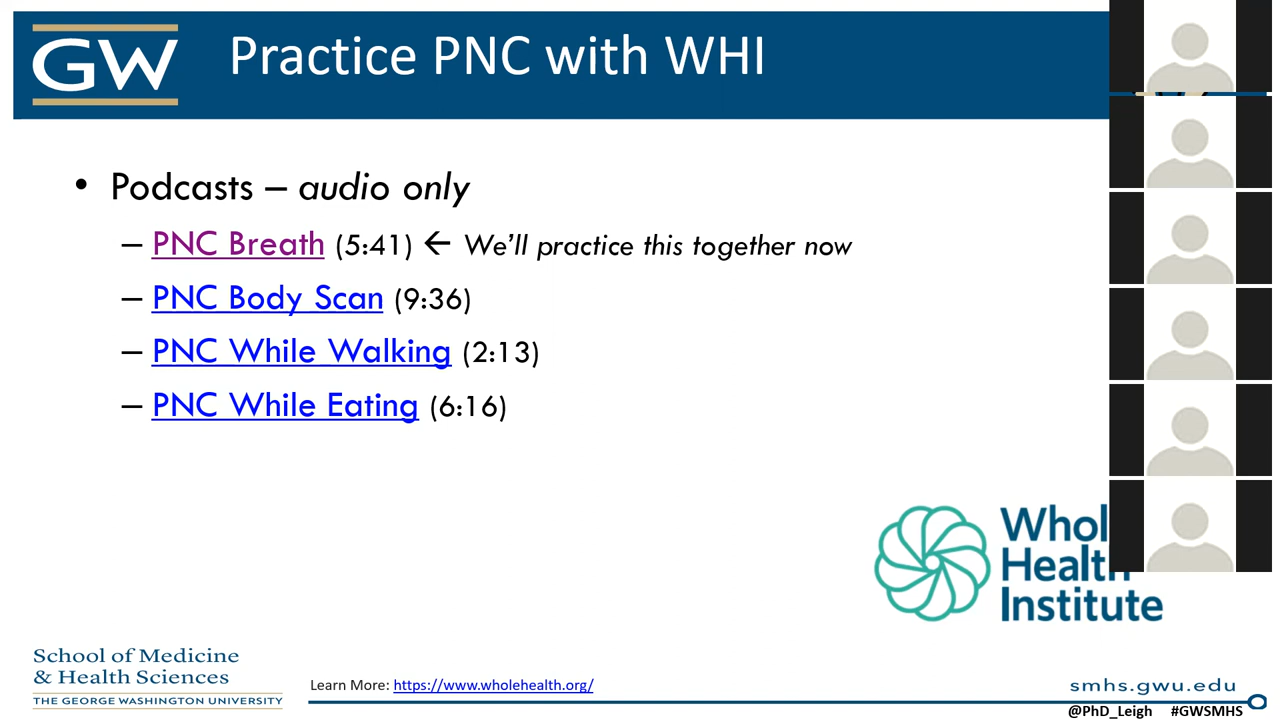 GW
Practice PNC with WHI
• Podcasts – audio only
– PNC Breath (5:41) ← We'll practice this together now
– PNC Body Scan (9:36)
– PNC While Walking (2:13)
– PNC While Eating (6:16)
Whol
Health
Institute
School of Medicine
& Health Sciences
THE GEORGE WASHINGTON UNIVERSITY
Learn More: https://www.wholehealth.org/
smhs.gwu.edu
@PhD_Leigh #GWSMHS